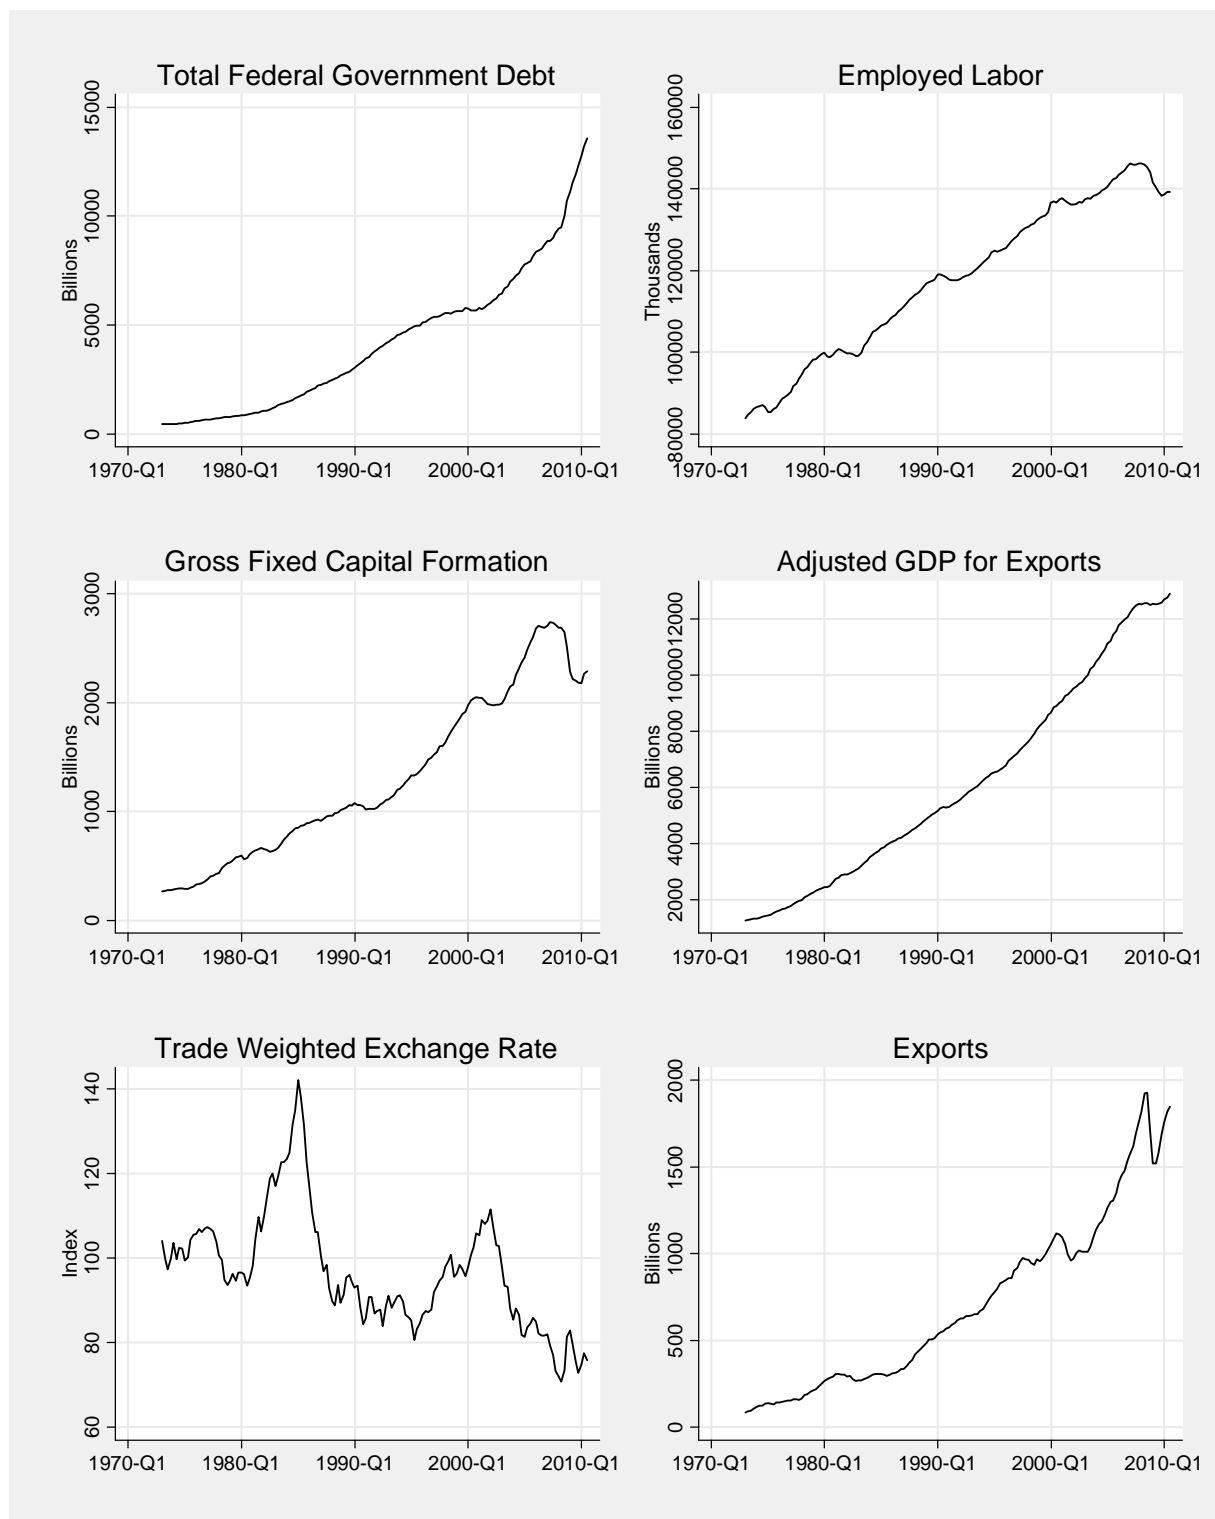 Total Federal Government Debt
Billions
15000
10000
5000
0
1970-Q1 1980-Q1 1990-Q1 2000-Q1 2010-Q1
Employed Labor
Thousands
160000
140000
120000
100000
80000
1970-Q1 1980-Q1 1990-Q1 2000-Q1 2010-Q1
Gross Fixed Capital Formation
Billions
3000
2000
1000
0
1970-Q1 1980-Q1 1990-Q1 2000-Q1 2010-Q1
Adjusted GDP for Exports
Billions
12000
10000
8000
6000
4000
2000
1970-Q1 1980-Q1 1990-Q1 2000-Q1 2010-Q1
Trade Weighted Exchange Rate
Index
140
120
100
80
60
1970-Q1 1980-Q1 1990-Q1 2000-Q1 2010-Q1
Exports
Billions
2000
1500
1000
500
0
1970-Q1 1980-Q1 1990-Q1 2000-Q1 2010-Q1